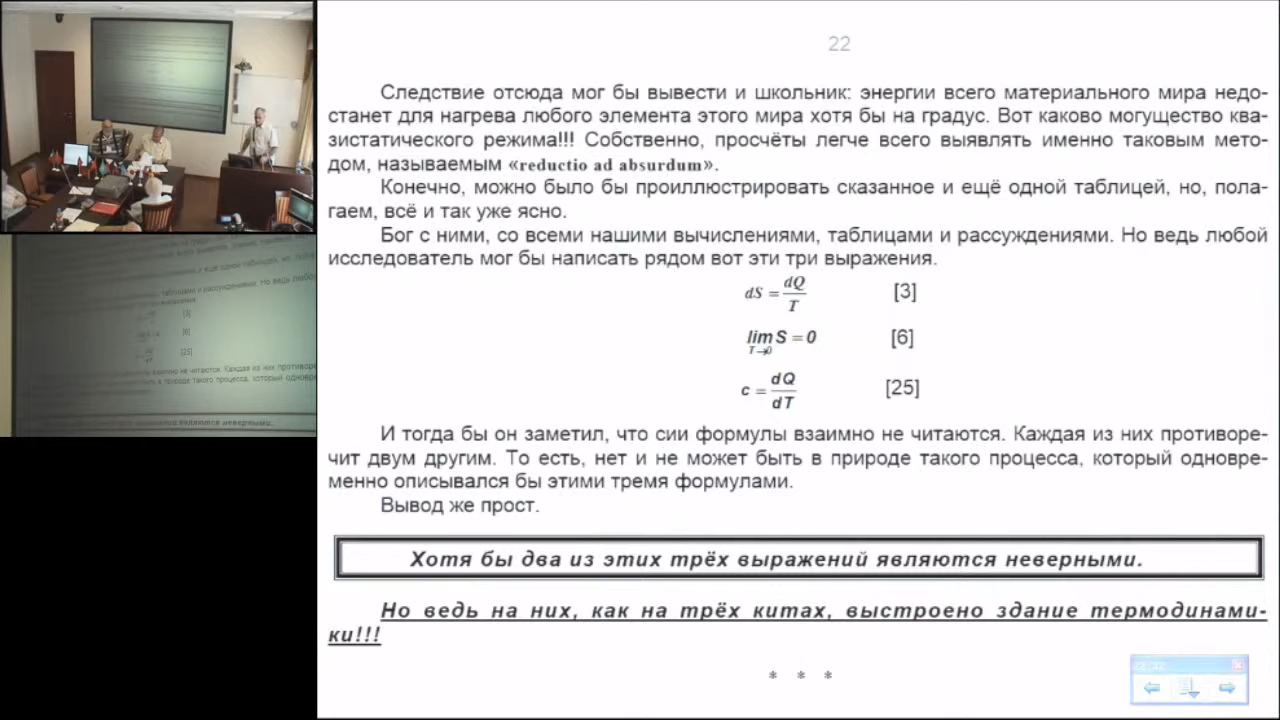 22
Следствие отсюда мог бы вывести и школьник: энергии всего материального мира недо-
станет для нагрева любого элемента этого мира хотя бы на градус. Вот каково могущество ква-
зистатического режима!!! Собственно, просчёты легче всего выявлять именно таковым мето-
дом, называемым «reductio ad absurdum».
Конечно, можно было бы проиллюстрировать сказанное и ещё одной таблицей, но, пола-
гаем, всё и так уже ясно.
Бог с ними, со всеми нашими вычислениями, таблицами и рассуждениями. Но ведь любой
исследователь мог бы написать рядом вот эти три выражения.
dS = dQ/T [3]
lim S = 0 T→0 [6]
c = dQ/dT [25]
И тогда бы он заметил, что сии формулы взаимно не читаются. Каждая из них противоре-
чит двум другим. То есть, нет и не может быть в природе такого процесса, который одновре-
менно описывался бы этими тремя формулами.
Вывод же прост.
Хотя бы два из этих трёх выражений являются неверными.
Но ведь на них, как на трёх китах, выстроено здание термодинами-
ки!!!
* * *